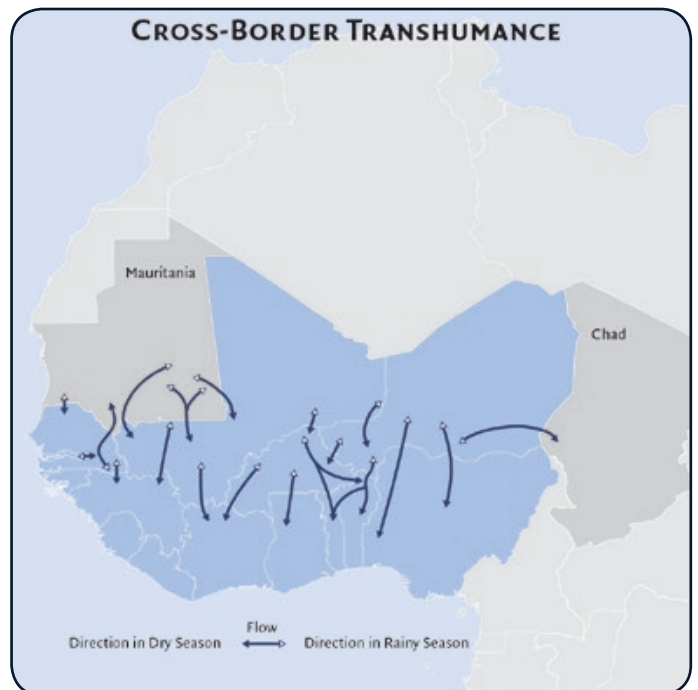 CROSS-BORDER TRANSHUMANCE
Mauritania
Chad
Flow
Direction in Dry Season Direction in Rainy Season